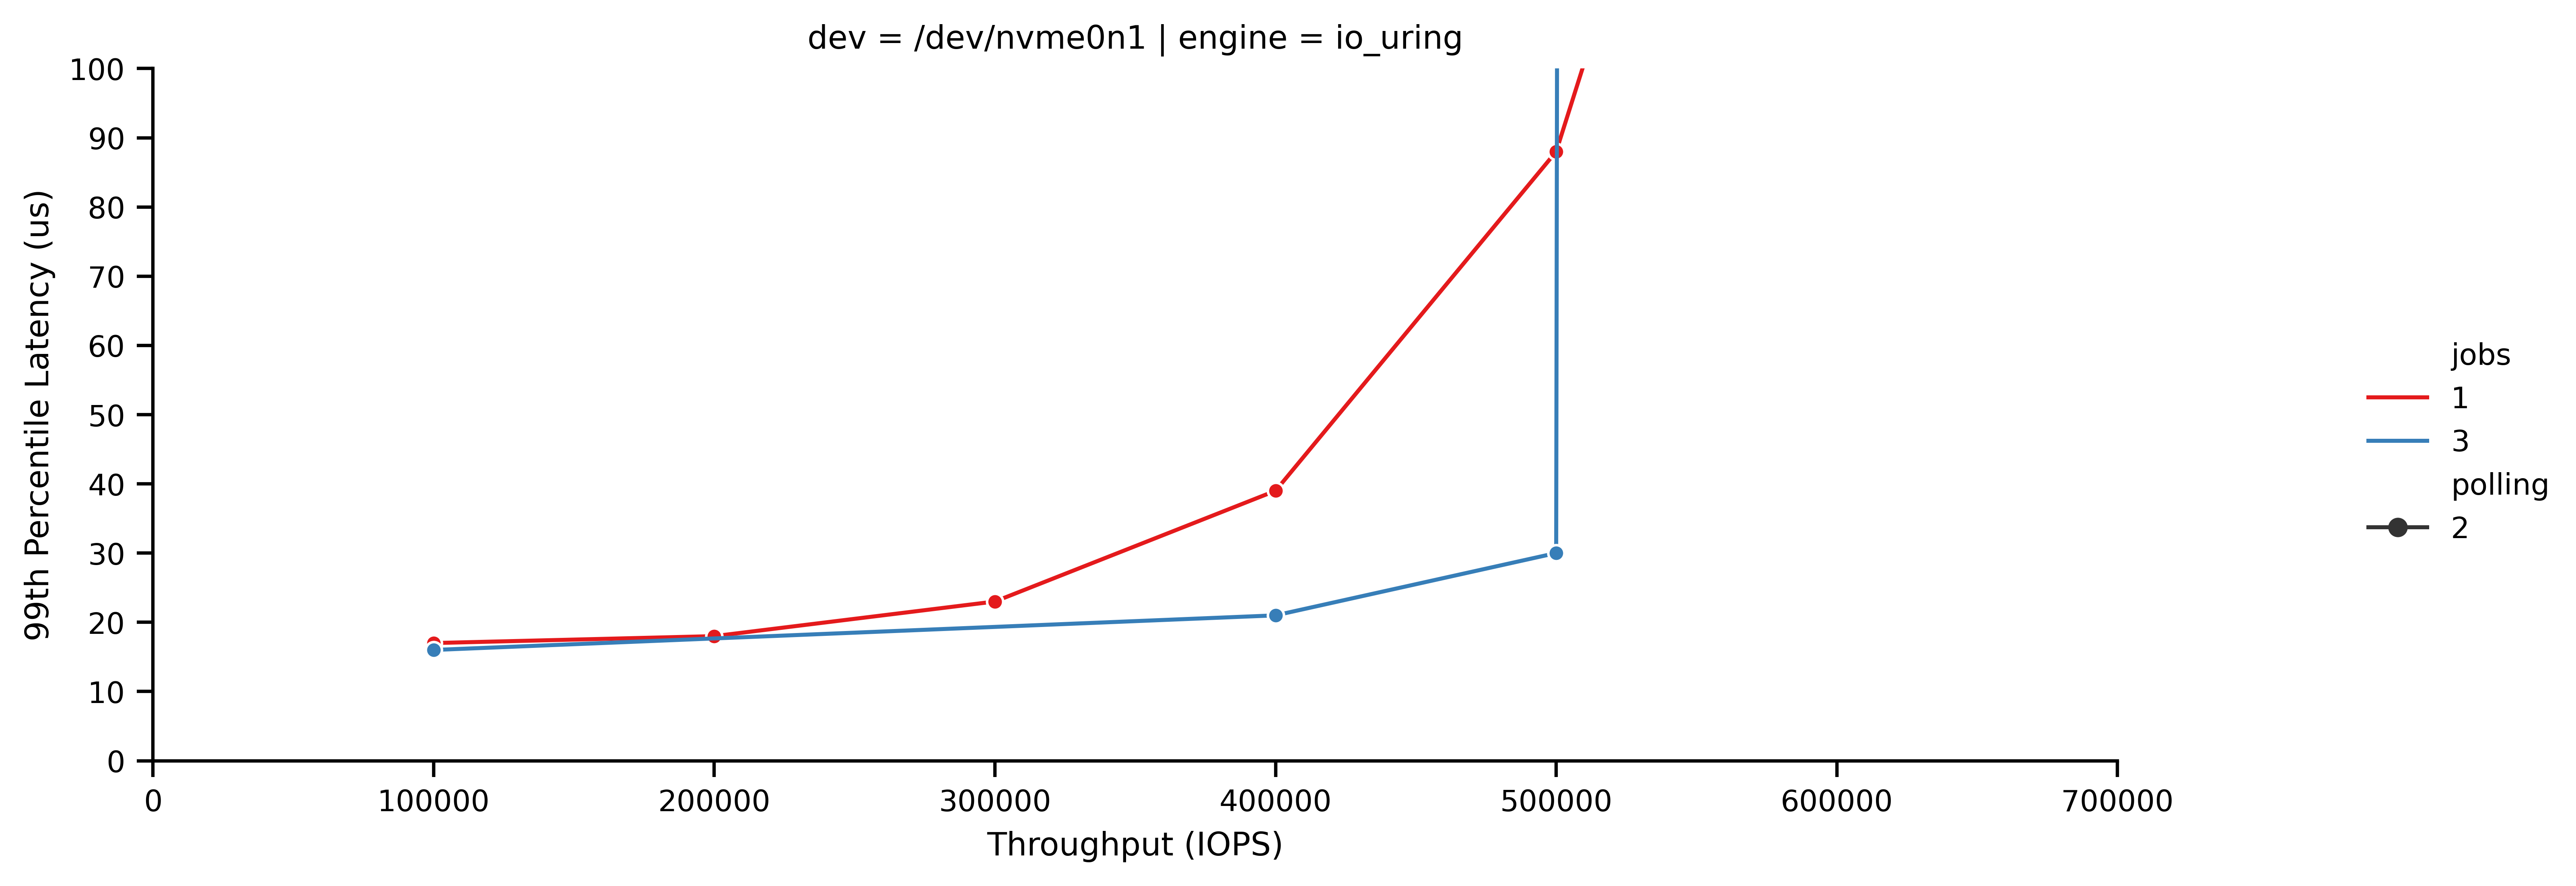 dev = /dev/nvme0n1 | engine = io_uring
99th Percentile Latency (us)
100
90
80
70
60
50
40
30
20
10
0
0 100000 200000 300000 400000 500000 600000 700000
Throughput (IOPS)
jobs
1
3
polling
2